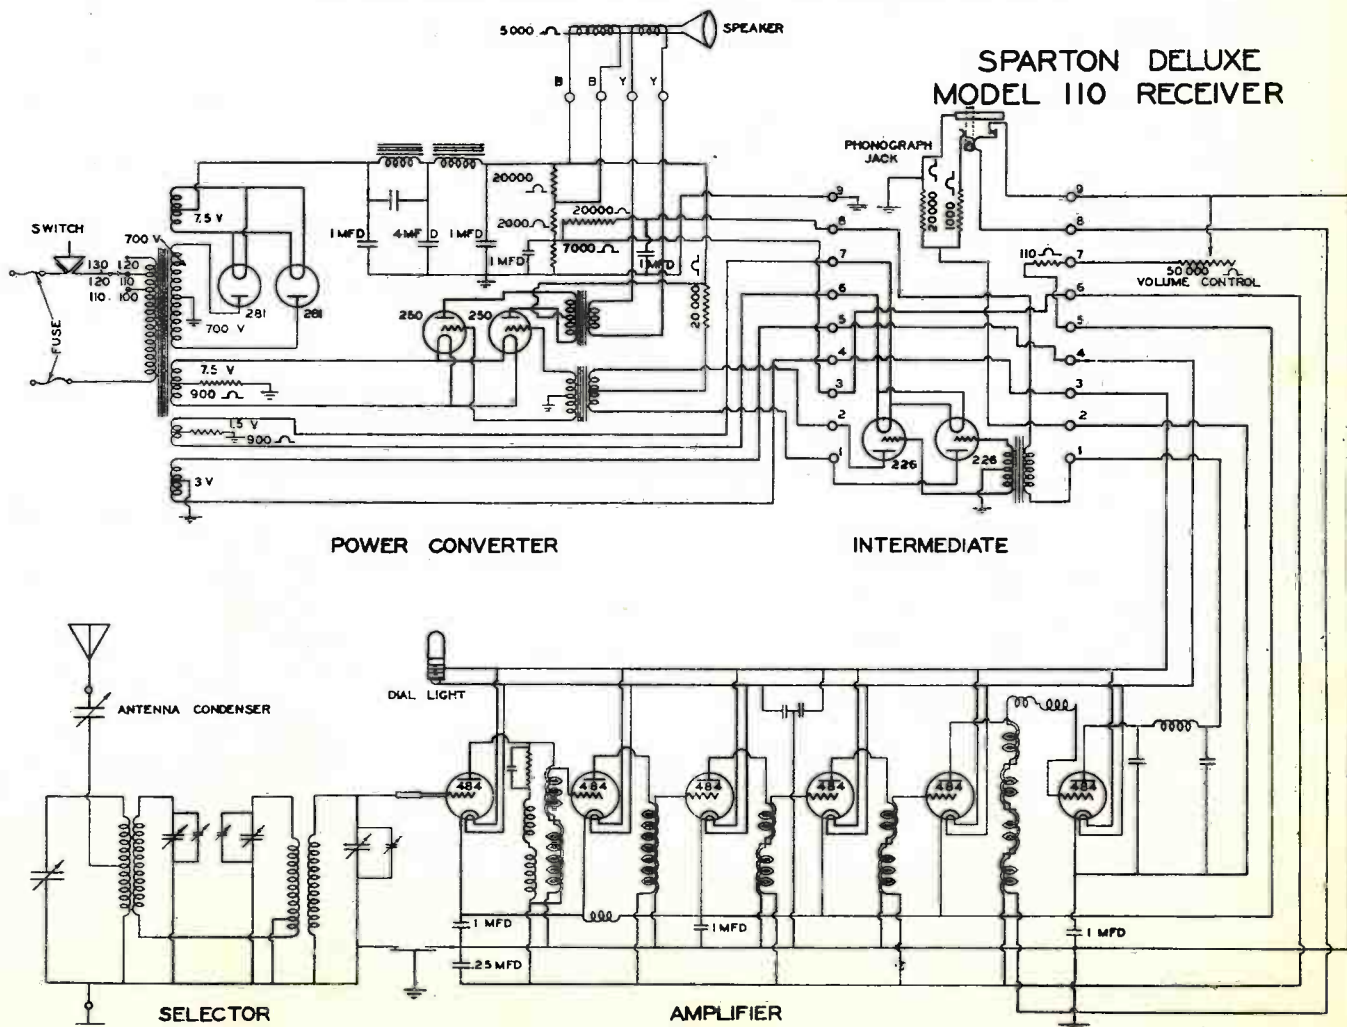 SPARTON DELUXE
MODEL 110 RECEIVER
5000
SPEAKER
B B Y Y
PHONOGRAPH
JACK
20000
1000
SWITCH
130 120
120 110
110 100
FUSE
700 V
7.5 V
281
281
700 V
1 MFD
4 MFD
1 MFD
1 MFD
20000
2000
20000
7000
1 MFD
20000
250
250
7.5 V
900
1.5 V
900
3 V
9
8
7
6
5
4
3
2
1
226
226
9
8
7
6
5
4
3
2
1
110
50000
VOLUME CONTROL
POWER CONVERTER
INTERMEDIATE
DIAL LIGHT
ANTENNA CONDENSER
484
484
484
484
484
484
.1 MFD
.25 MFD
.1 MFD
.1 MFD
SELECTOR
AMPLIFIER